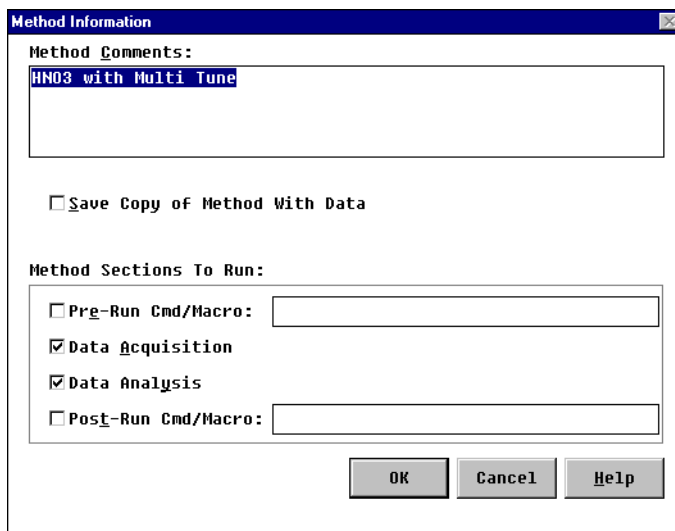 Method Information
Method Comments:
HNO3 with Multi Tune
Save Copy of Method With Data
Method Sections To Run:
Pre-Run Cmd/Macro:
Data Acquisition
Data Analysis
Post-Run Cmd/Macro:
OK Cancel Help